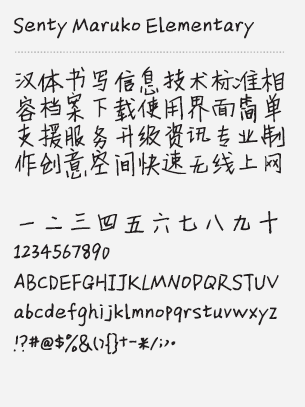 Senty Maruko Elementary
汉体书写信息技术标准相
容档案下载使用界面简单
支援服务升级资讯专业制
作创意空间快速无线上网
一二三四五六七八九十
1234567890
ABCDEFGHIJKLMNOPQRSTUV
abcdefghijklmnopqrstuvwxyz
!?#@$%&(){}+-*/;:·